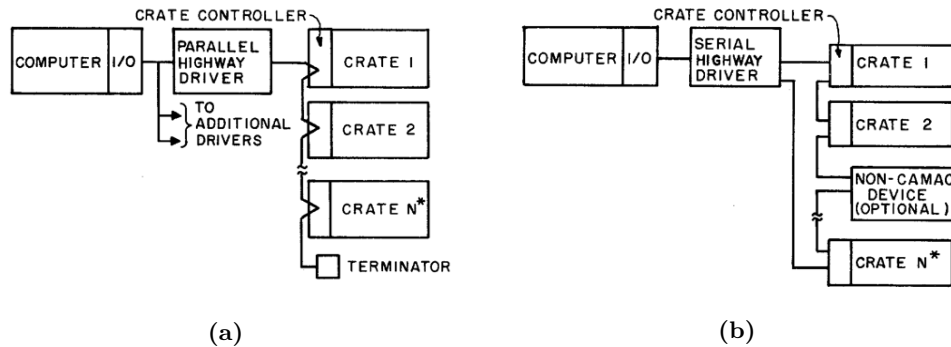 CRATE CONTROLLER
COMPUTER
I/O
PARALLEL
HIGHWAY
DRIVER
CRATE 1
TO
ADDITIONAL
DRIVERS
CRATE 2
CRATE N*
TERMINATOR
(a)
CRATE CONTROLLER
COMPUTER
I/O
SERIAL
HIGHWAY
DRIVER
CRATE 1
CRATE 2
NON-CAMAC
DEVICE
(OPTIONAL)
CRATE N*
(b)